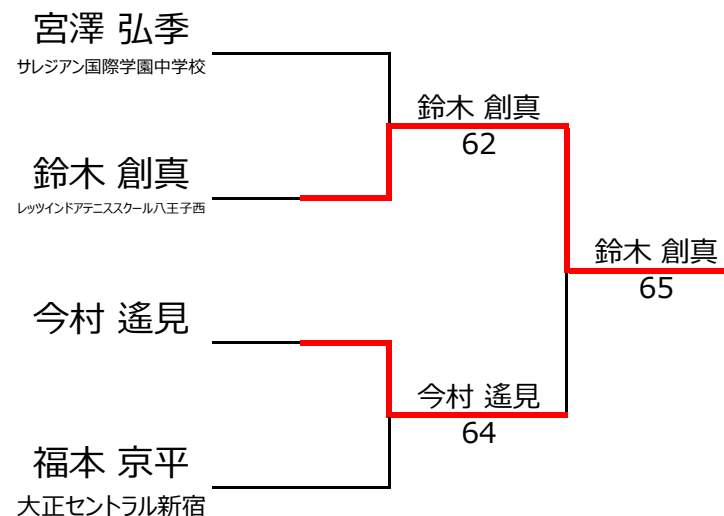 宮澤 弘季
サレジアン国際学園中学校
鈴木 創真
62
鈴木 創真
レッツインドアテニススクール八王子西
鈴木 創真
65
今村 遙見
今村 遙見
64
福本 京平
大正セントラル新宿